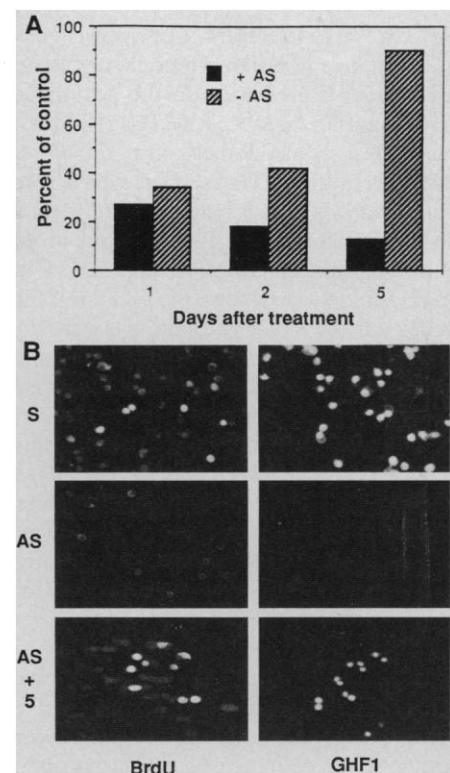 A
100
80
60
40
20
0
Percent of control
+ AS
- AS
1 2 5
Days after treatment
B
S
AS
AS
+
5
BrdU GHF1